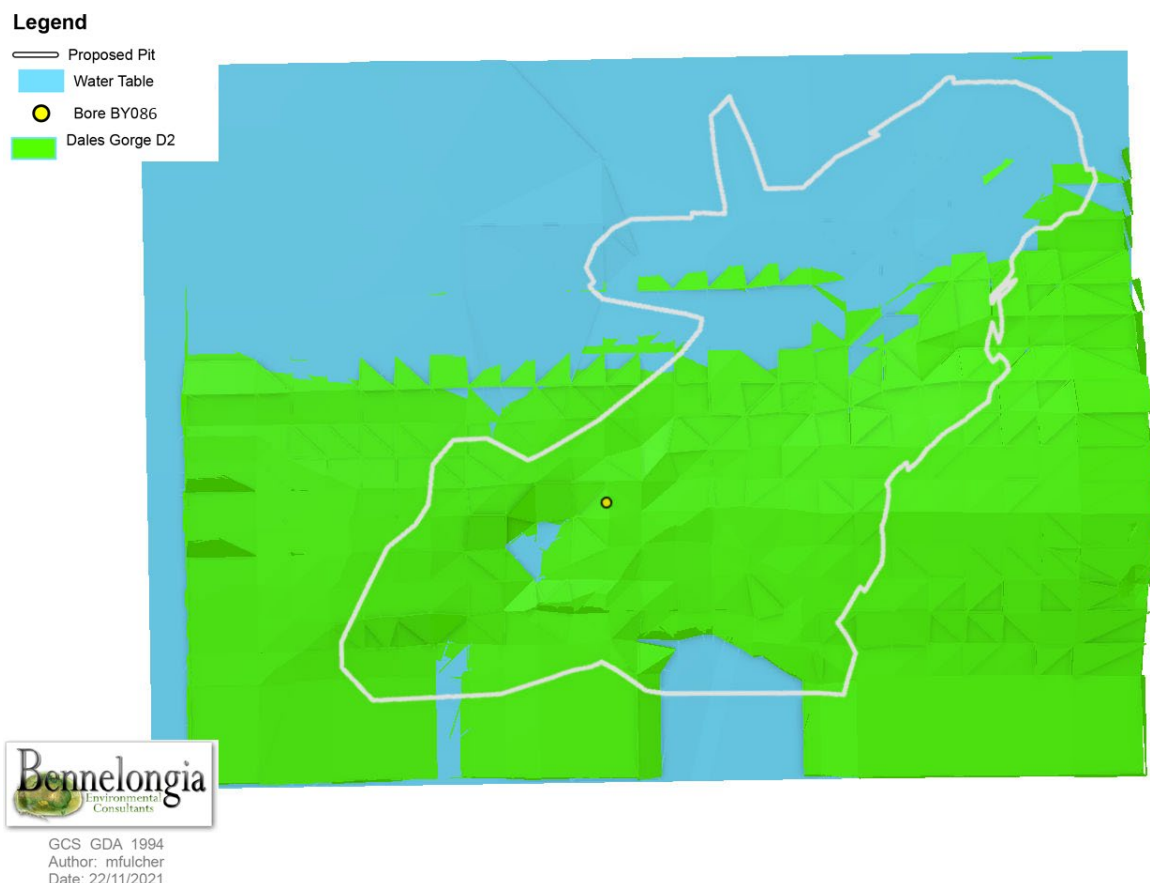 Legend
Proposed Pit
Water Table
Bore BY086
Dales Gorge D2
Bennelongia
Environmental
Consultants
GCS GDA 1994
Author: mfulcher
Date: 22/11/2021